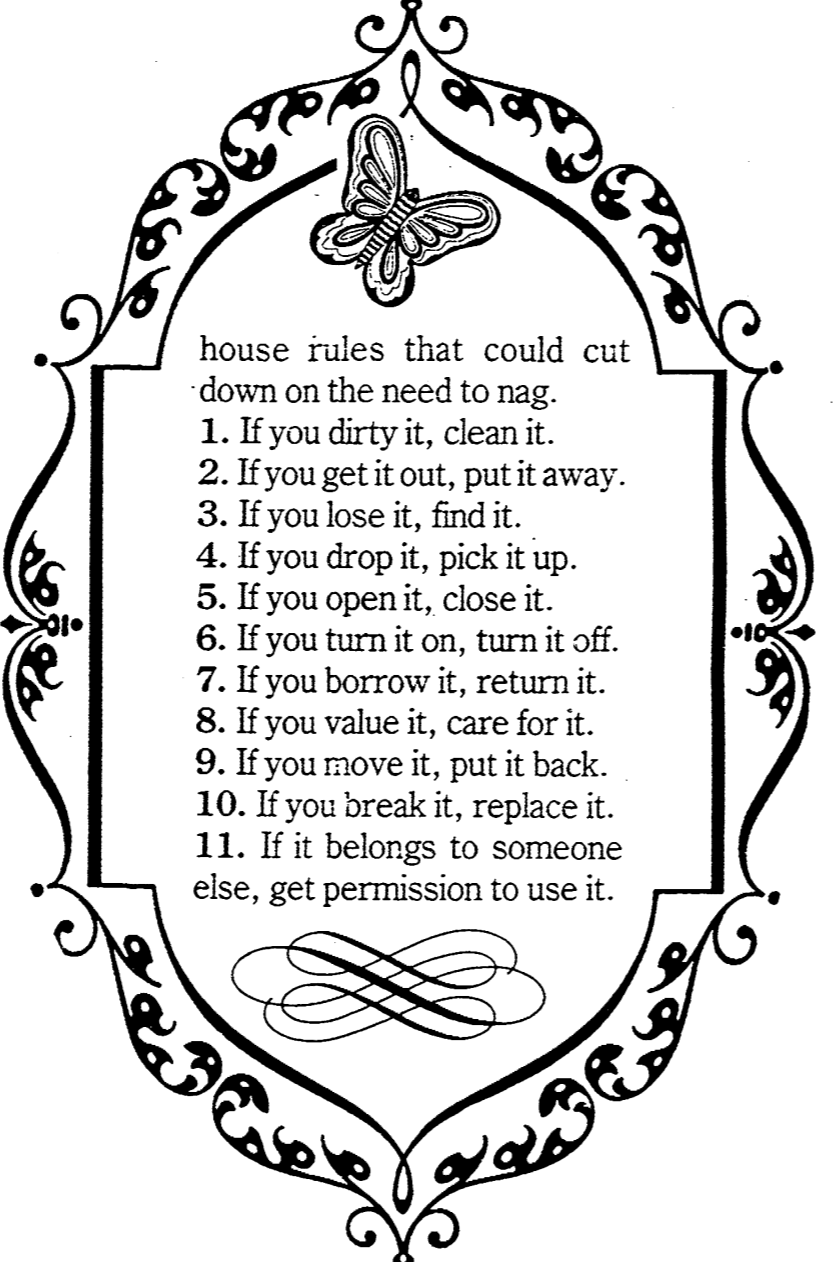 house rules that could cut
down on the need to nag.
1. If you dirty it, clean it.
2. If you get it out, put it away.
3. If you lose it, find it.
4. If you drop it, pick it up.
5. If you open it, close it.
6. If you turn it on, turn it off.
7. If you borrow it, return it.
8. If you value it, care for it.
9. If you move it, put it back.
10. If you break it, replace it.
11. If it belongs to someone
else, get permission to use it.